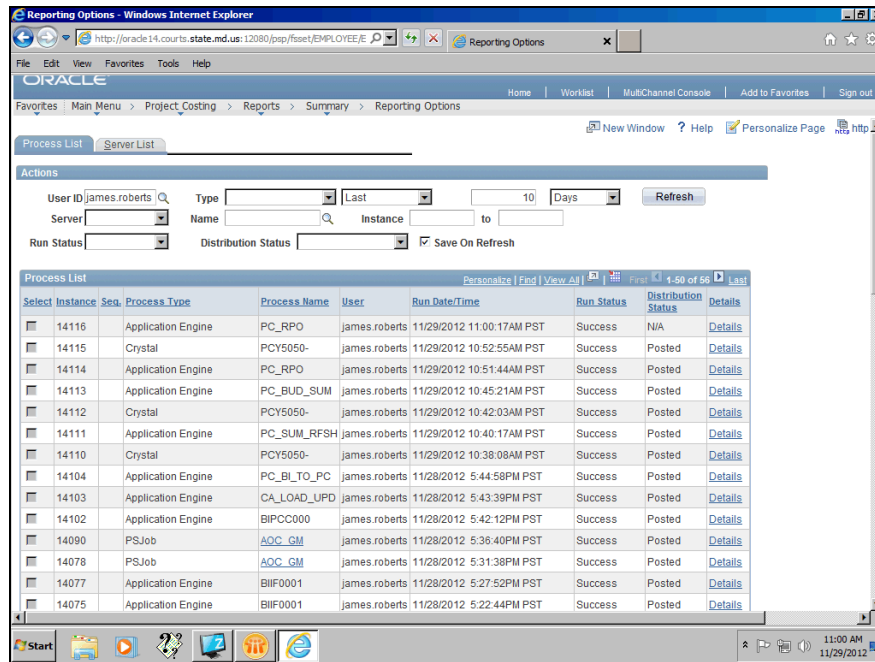 Reporting Options - Windows Internet Explorer
http://oracle14.courts.state.md.us:12080/psp/fsset/EMPLOYEE/E
Reporting Options
File Edit View Favorites Tools Help
ORACLE
Home | Worklist | MultiChannel Console | Add to Favorites | Sign out
Favorites Main Menu > Project Costing > Reports > Summary > Reporting Options
New Window ? Help Personalize Page http
Process List Server List
Actions
User ID james.roberts Type Last 10 Days Refresh
Server Name Instance to
Run Status Distribution Status Save On Refresh
Process List Personalize | Find | View All | First 1-50 of 56 Last
Select Instance Seq. Process Type Process Name User Run Date/Time Run Status Distribution Status Details
14116 Application Engine PC_RPO james.roberts 11/29/2012 11:00:17AM PST Success N/A Details
14115 Crystal PCY5050- james.roberts 11/29/2012 10:52:55AM PST Success Posted Details
14114 Application Engine PC_RPO james.roberts 11/29/2012 10:51:44AM PST Success Posted Details
14113 Application Engine PC_BUD_SUM james.roberts 11/29/2012 10:45:21AM PST Success Posted Details
14112 Crystal PCY5050- james.roberts 11/29/2012 10:42:03AM PST Success Posted Details
14111 Application Engine PC_SUM_RFSH james.roberts 11/29/2012 10:40:17AM PST Success Posted Details
14110 Crystal PCY5050- james.roberts 11/29/2012 10:38:08AM PST Success Posted Details
14104 Application Engine PC_BI_TO_PC james.roberts 11/28/2012 5:44:58PM PST Success Posted Details
14103 Application Engine CA_LOAD_UPD james.roberts 11/28/2012 5:43:39PM PST Success Posted Details
14102 Application Engine BIPCC000 james.roberts 11/28/2012 5:42:12PM PST Success Posted Details
14090 PSJob AOC_GM james.roberts 11/28/2012 5:36:40PM PST Success Posted Details
14078 PSJob AOC_GM james.roberts 11/28/2012 5:31:38PM PST Success Posted Details
14077 Application Engine BIIF0001 james.roberts 11/28/2012 5:27:52PM PST Success Posted Details
14075 Application Engine BIIF0001 james.roberts 11/28/2012 5:22:44PM PST Success Posted Details
Start
11:00 AM
11/29/2012